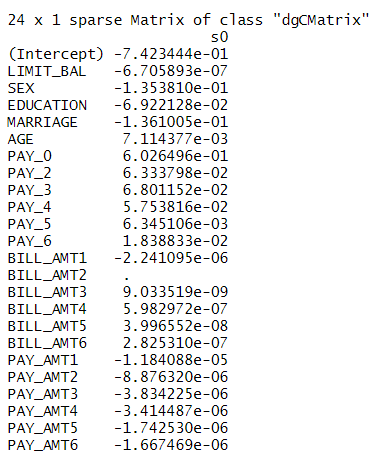 24 x 1 sparse Matrix of class "dgCMatrix"
s0
(Intercept) -7.423444e-01
LIMIT_BAL -6.705893e-07
SEX -1.353810e-01
EDUCATION -6.922128e-02
MARRIAGE -1.361005e-01
AGE 7.114377e-03
PAY_0 6.026496e-01
PAY_2 6.333798e-02
PAY_3 6.801152e-02
PAY_4 5.753816e-02
PAY_5 6.345106e-03
PAY_6 1.838833e-02
BILL_AMT1 -2.241095e-06
BILL_AMT2 .
BILL_AMT3 9.033519e-09
BILL_AMT4 5.982972e-07
BILL_AMT5 3.996552e-08
BILL_AMT6 2.825310e-07
PAY_AMT1 -1.184088e-05
PAY_AMT2 -8.876320e-06
PAY_AMT3 -3.834225e-06
PAY_AMT4 -3.414487e-06
PAY_AMT5 -1.742530e-06
PAY_AMT6 -1.667469e-06